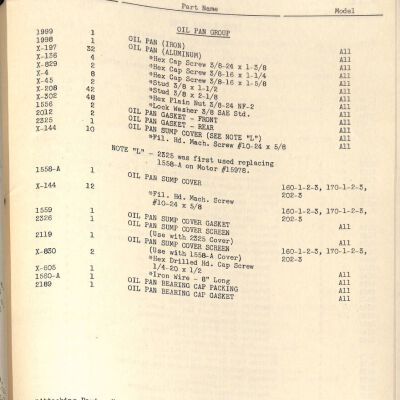 Part Name Model
OIL PAN GROUP
1999 1 OIL PAN (IRON) All
1998 1 OIL PAN (ALUMINUM) All
X-197 32 *Hex Cap Screw 3/8-24 x 1-3/8 All
X-136 4 *Hex Cap Screw 3/8-16 x 1-1/4 All
X-829 2 *Hex Cap Screw 3/8-16 x 1-1/8 All
X-4 8 *Stud 3/8 x 1-1/2 All
X-45 2 *Stud 3/8 x 2-1/8 All
X-208 42 *Hex Plain Nut 3/8-24 NF-2 All
X-302 48 *Lock Washer 3/8 SAE Std. All
1556 2 OIL PAN GASKET - FRONT All
2012 2 OIL PAN GASKET - REAR All
2325 1 OIL PAN SUMP COVER (SEE NOTE "L") All
X-144 10 *Fil. Hd. Mach. Screw #10-24 x 5/8 All
NOTE "L" - 2325 was first used replacing
1558-A on Motor #15978.
1558-A 1 OIL PAN SUMP COVER 160-1-2-3, 170-1-2-3,
202-3
X-144 12 *Fil. Hd. Mach. Screw 160-1-2-3, 170-1-2-3,
#10-24 x 5/8 202-3
1559 1 OIL PAN SUMP COVER GASKET All
2326 1 OIL PAN SUMP COVER SCREEN
(Use with 2325 Cover) All
2119 1 OIL PAN SUMP COVER SCREEN
(Use with 1558-A Cover) 160-1-2-3, 170-1-2-3,
202-3
X-630 2 *Hex Drilled Hd. Cap Screw
1/4-20 x 1/2 All
X-605 1 *Iron Wire - 8" Long All
1560-A 1 OIL PAN BEARING CAP PACKING All
2189 1 OIL PAN BEARING CAP GASKET All